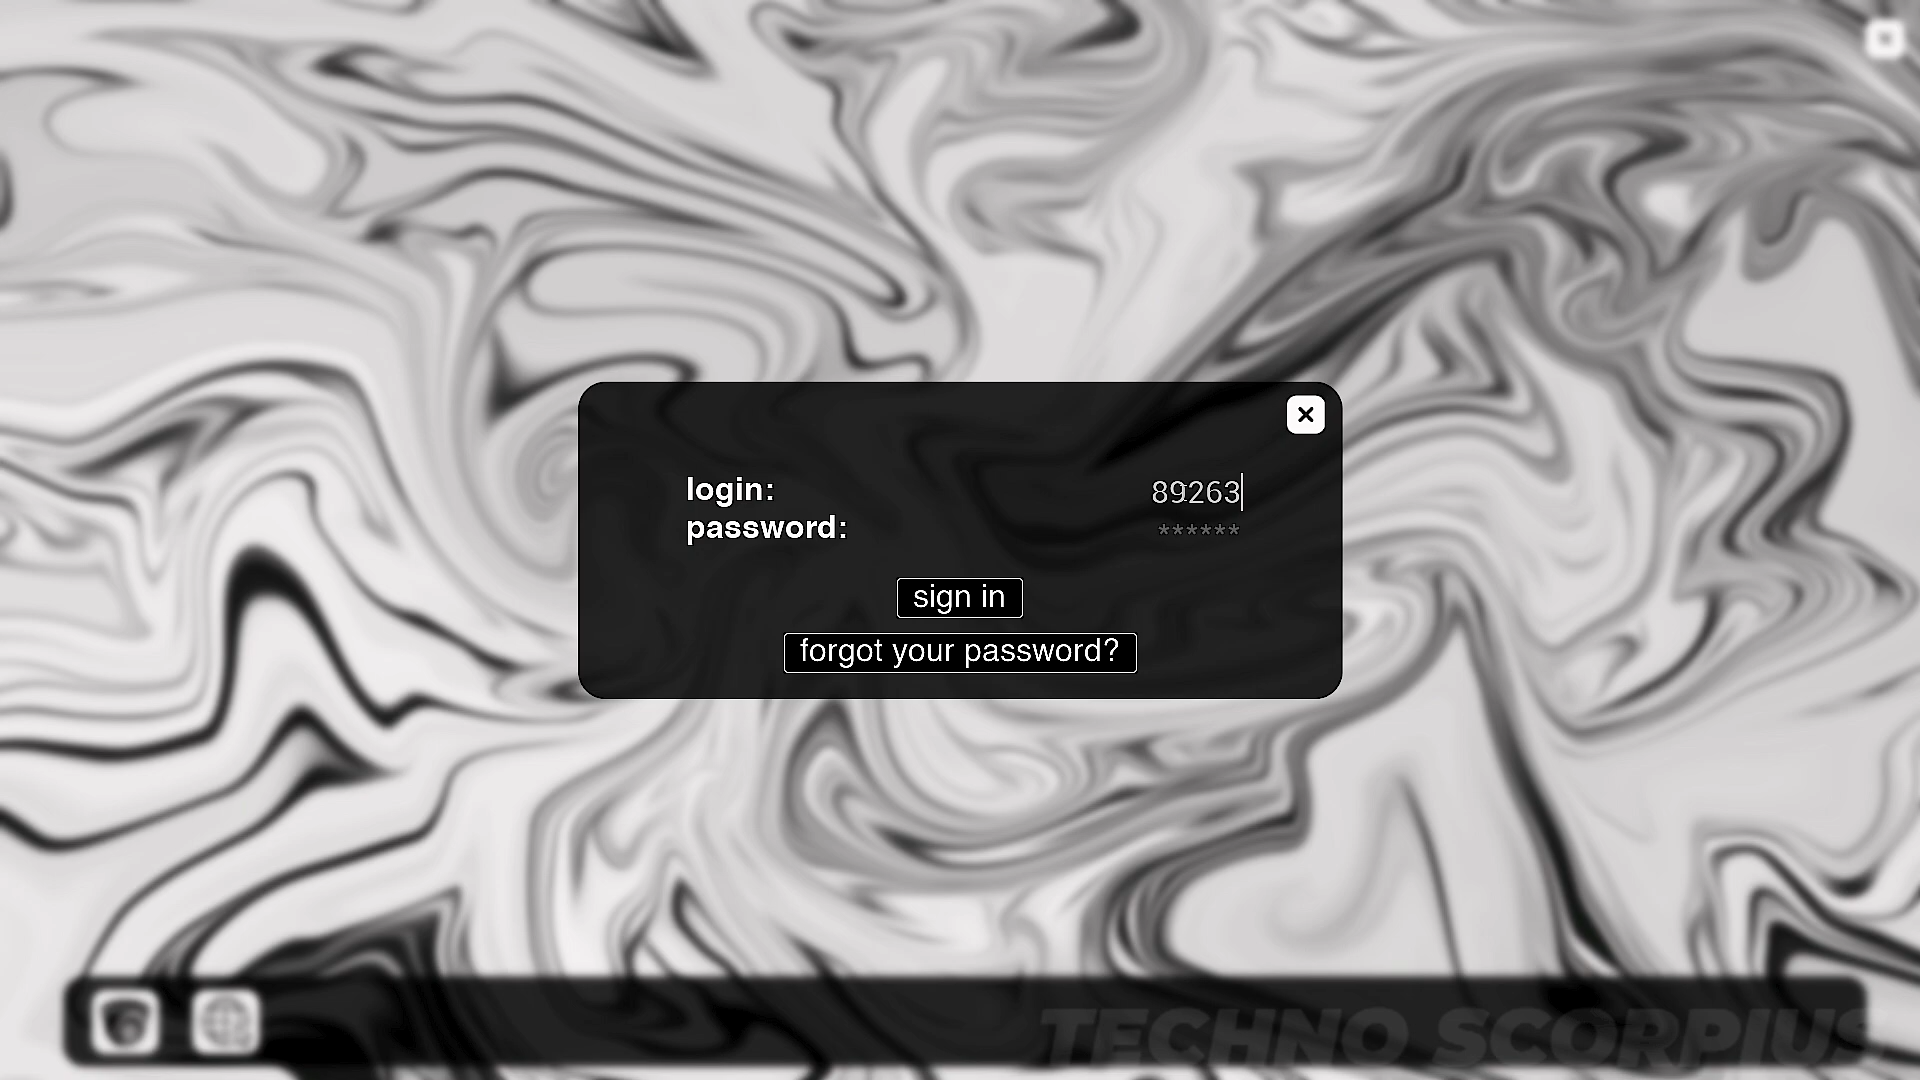 login: 89263
password: ******
sign in
forgot your password?
TECHNO SCORPIUS